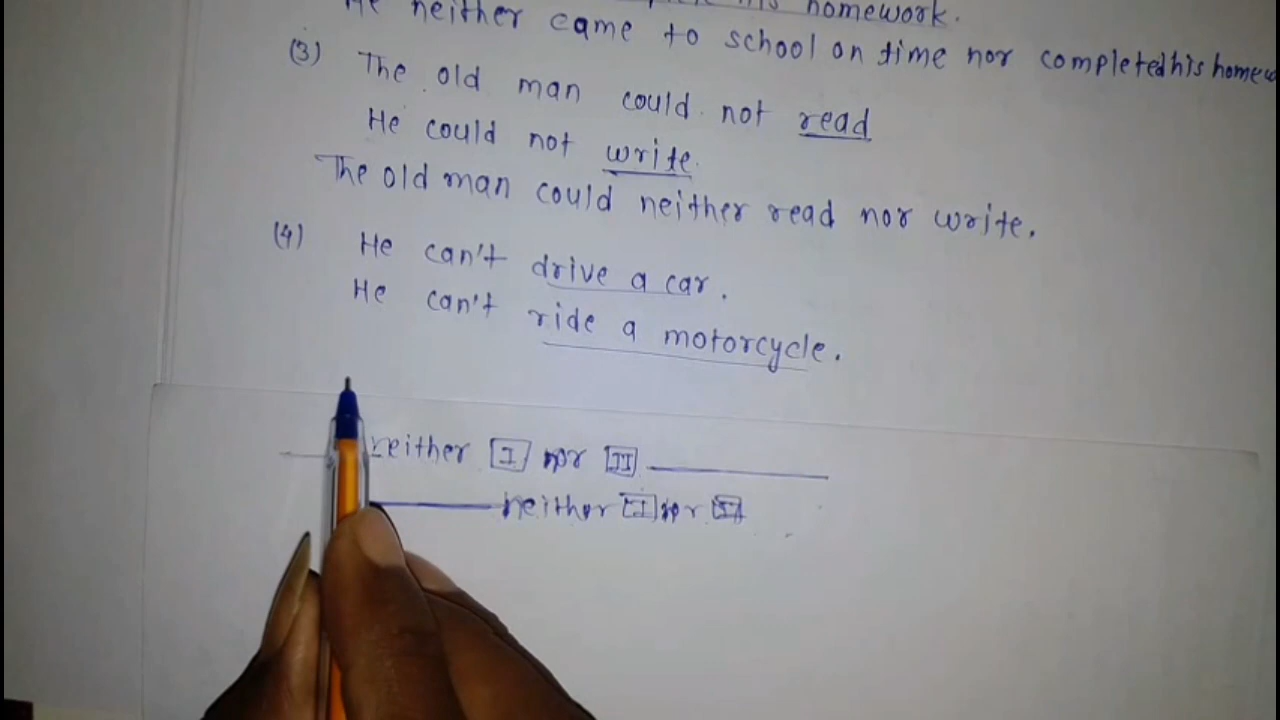 his homework.
He neither came to school on time nor completed his homew
(3) The old man could not read
He could not write.
The old man could neither read nor write.
(4) He can't drive a car.
He can't ride a motorcycle.
neither I nor II
neither I nor II